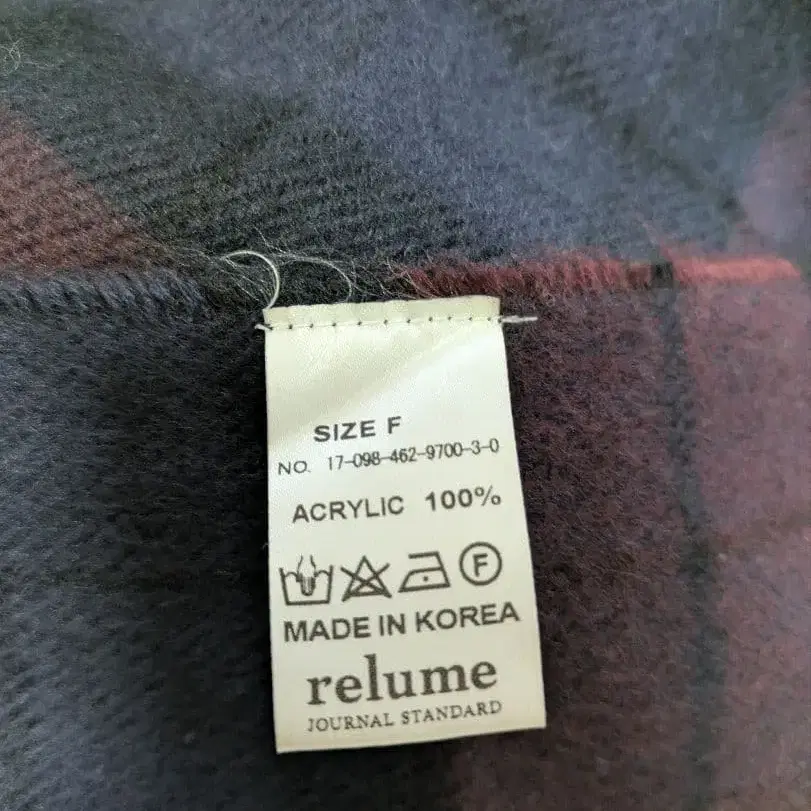 SIZE F
NO. 17-098-462-9700-3-0
ACRYLIC 100%
F
MADE IN KOREA
relume
JOURNAL STANDARD